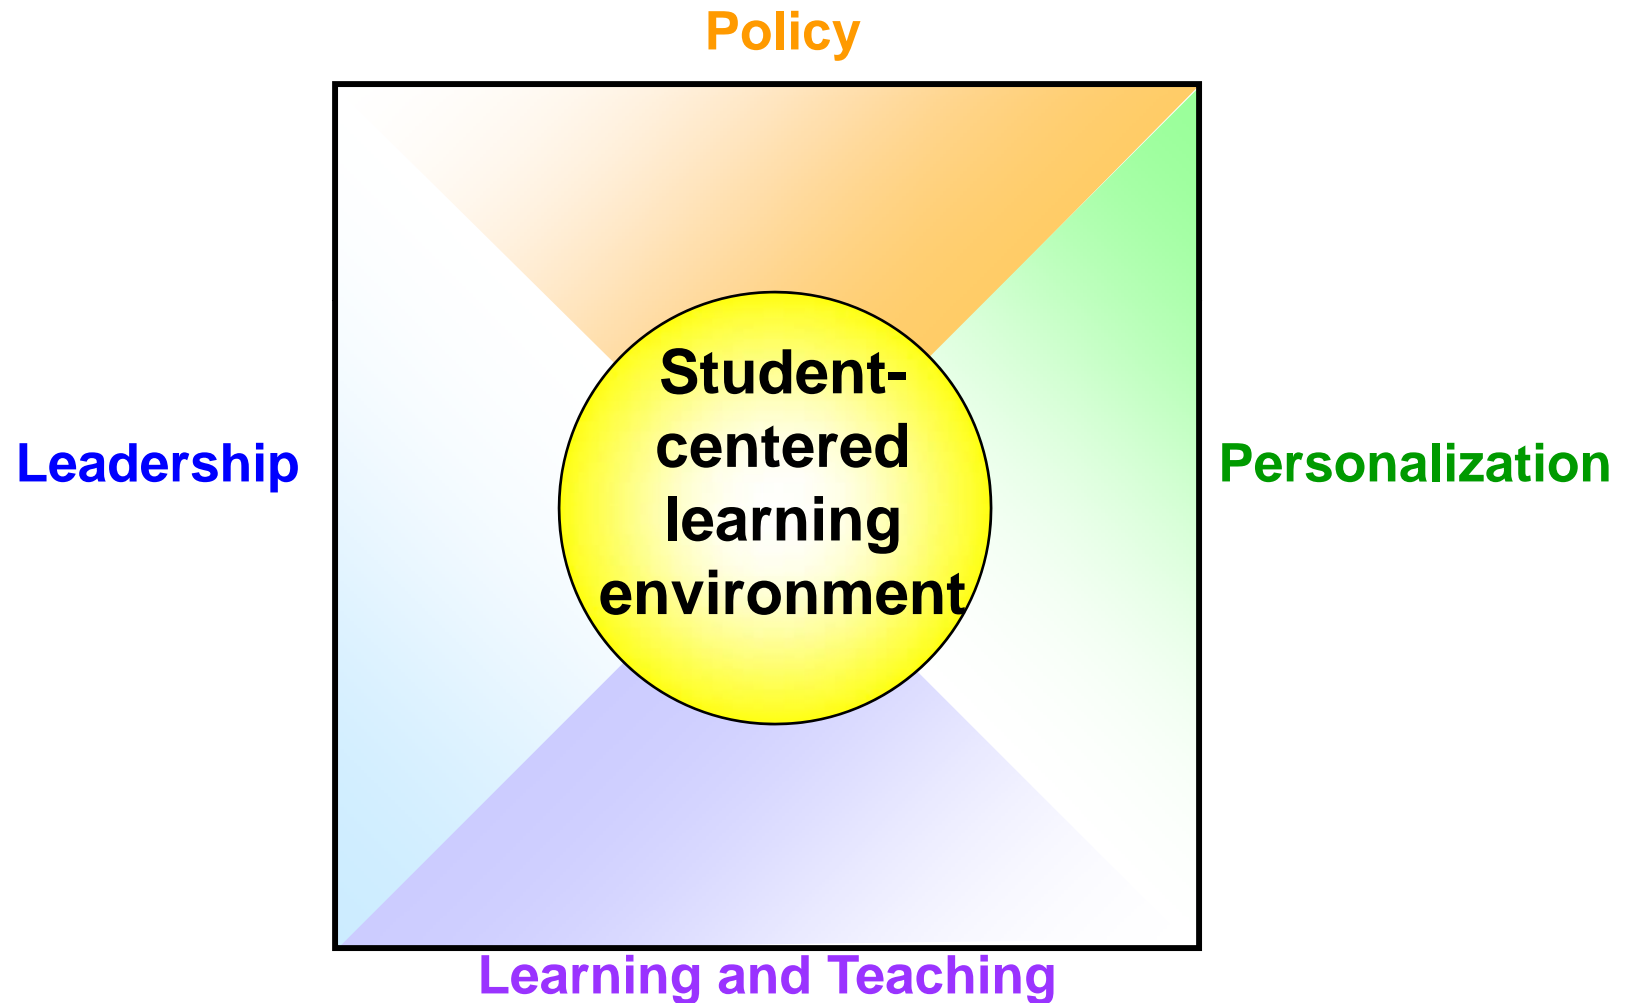 Policy
Student-
centered
learning
environment
Leadership
Personalization
Learning and Teaching